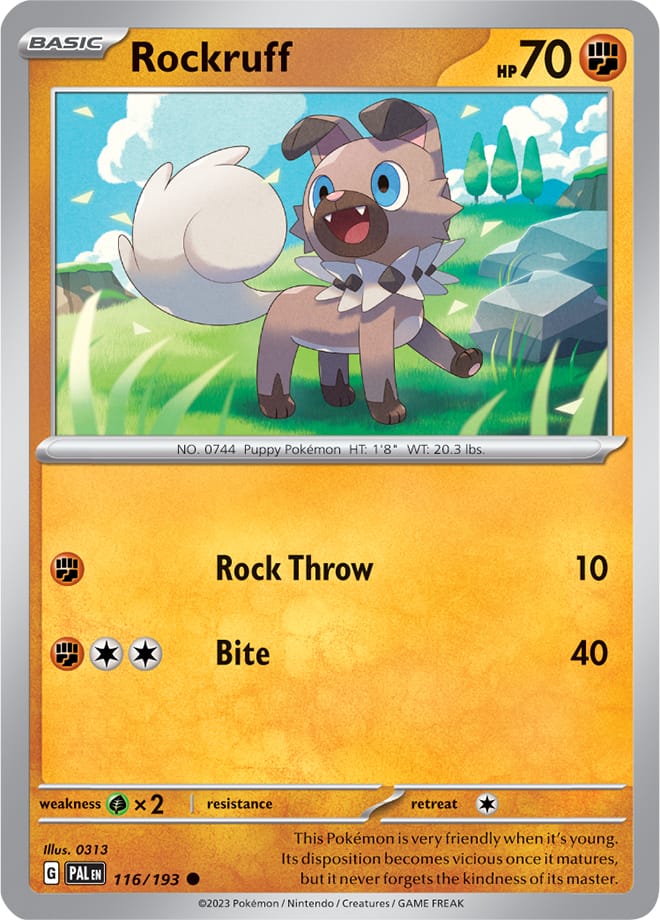 BASIC
Rockruff
HP 70
NO. 0744 Puppy Pokémon HT: 1'8" WT: 20.3 lbs.
Rock Throw 10
Bite 40
weakness ×2 resistance retreat
Illus. 0313
This Pokémon is very friendly when it's young.
Its disposition becomes vicious once it matures,
but it never forgets the kindness of its master.
G PAL EN 116/193
©2023 Pokémon / Nintendo / Creatures / GAME FREAK